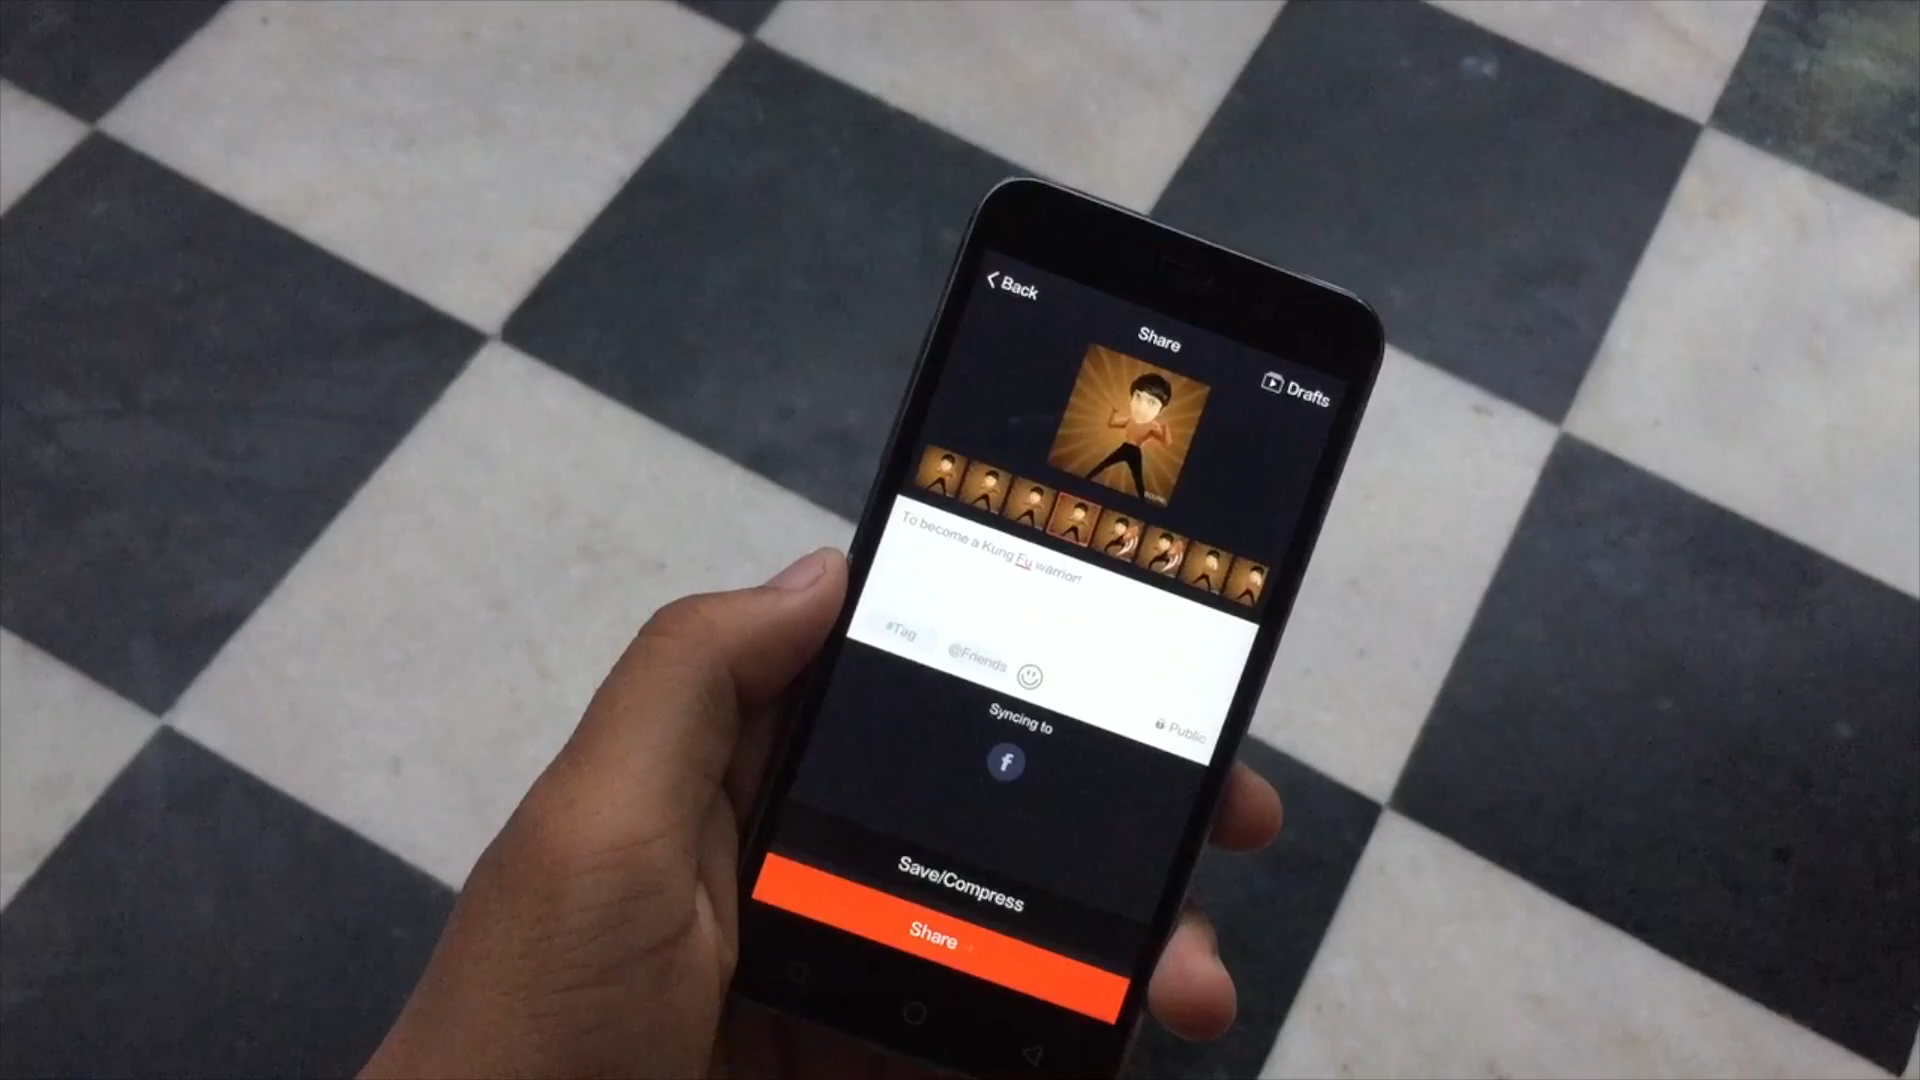 Back
Share
Drafts
To become a Kung Fu warrior!
#Tag
@Friends
Public
Syncing to
f
Save/Compress
Share